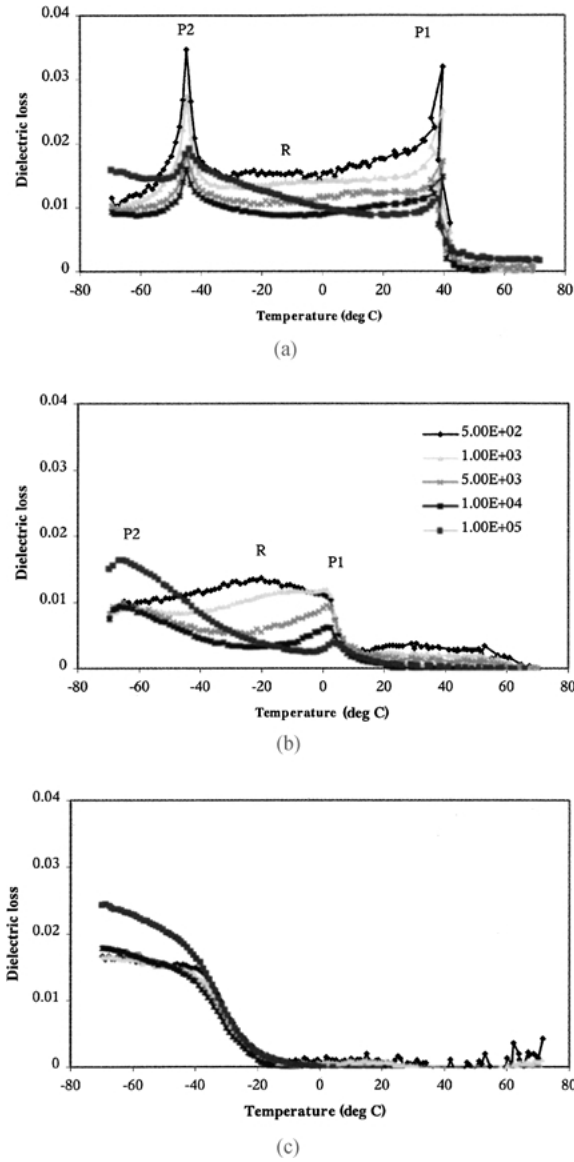 P2
P1
R
0.04
0.03
0.02
0.01
0
-80
-60
-40
-20
0
20
40
60
80
Dielectric loss
Temperature (deg C)
(a)
0.04
0.03
0.02
0.01
0
-80
-60
-40
-20
0
20
40
60
80
Dielectric loss
P2
R
P1
5.00E+02
1.00E+03
5.00E+03
1.00E+04
1.00E+05
Temperature (deg C)
(b)
0.04
0.03
0.02
0.01
0
-80
-60
-40
-20
0
20
40
60
80
Dielectric loss
Temperature (deg C)
(c)